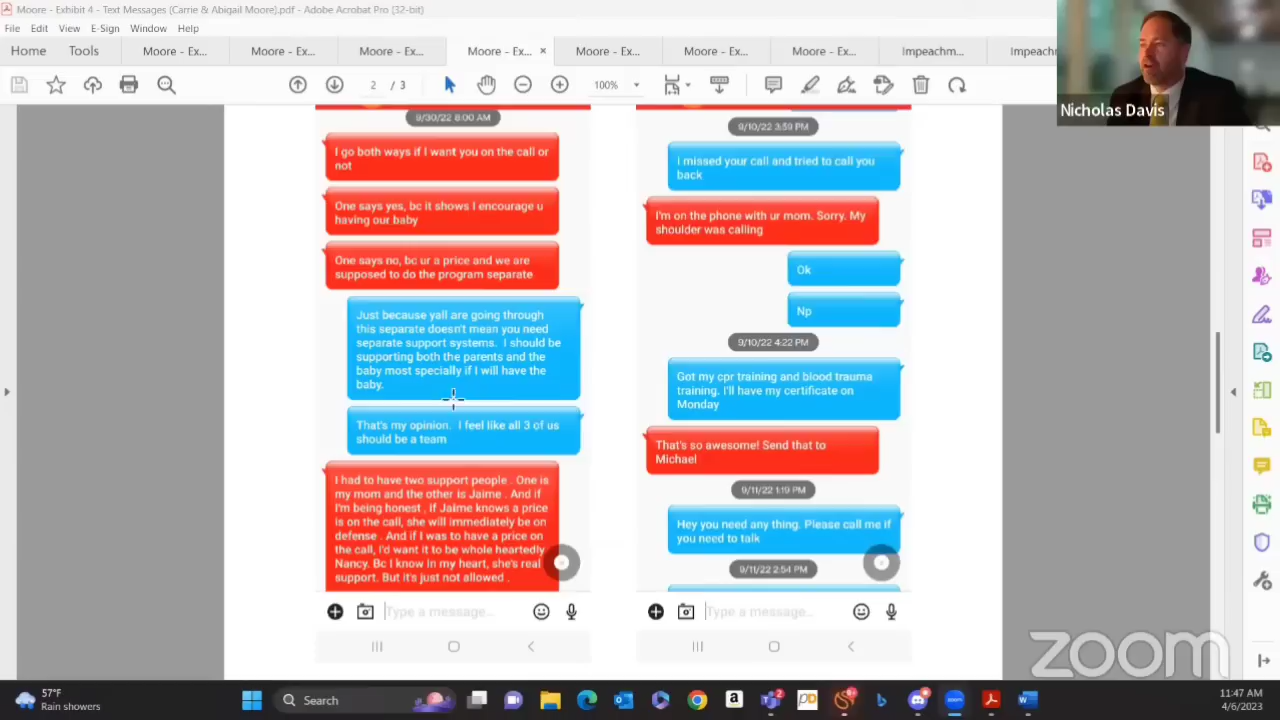 Moore - Exhibit 4 - Text Messages (Carrie & Abigail Moore).pdf - Adobe Acrobat Pro (32-bit)
File Edit View E-Sign Window Help
Home Tools Moore - Ex... Moore - Ex... Moore - Ex... Moore - Ex... × Moore - Ex... Moore - Ex... Moore - Ex... Impeachm... Impeachm
2 / 3 100%
Nicholas Davis
9/30/22 8:00 AM
I go both ways if I want you on the call or
not
One says yes, bc it shows I encourage u
having our baby
One says no, bc ur a price and we are
supposed to do the program separate
Just because yall are going through
this separate doesn't mean you need
separate support systems. I should be
supporting both the parents and the
baby most specially if I will have the
baby.
That's my opinion. I feel like all 3 of us
should be a team
I had to have two support people . One is
my mom and the other is Jaime . And if
I'm being honest , If Jaime knows a price
is on the call, she will immediately be on
defense . And if I was to have a price on
the call, I'd want it to be whole heartedly
Nancy. Bc I know in my heart, she's real
support. But it's just not allowed .
Type a message...
9/10/22 3:59 PM
I missed your call and tried to call you
back
I'm on the phone with ur mom. Sorry. My
shoulder was calling
Ok
Np
9/10/22 4:22 PM
Got my cpr training and blood trauma
training. I'll have my certificate on
Monday
That's so awesome! Send that to
Michael
9/11/22 1:19 PM
Hey you need any thing. Please call me if
you need to talk
9/11/22 2:54 PM
Type a message...
zoom
57°F
Rain showers
Search
11:47 AM
4/6/2023